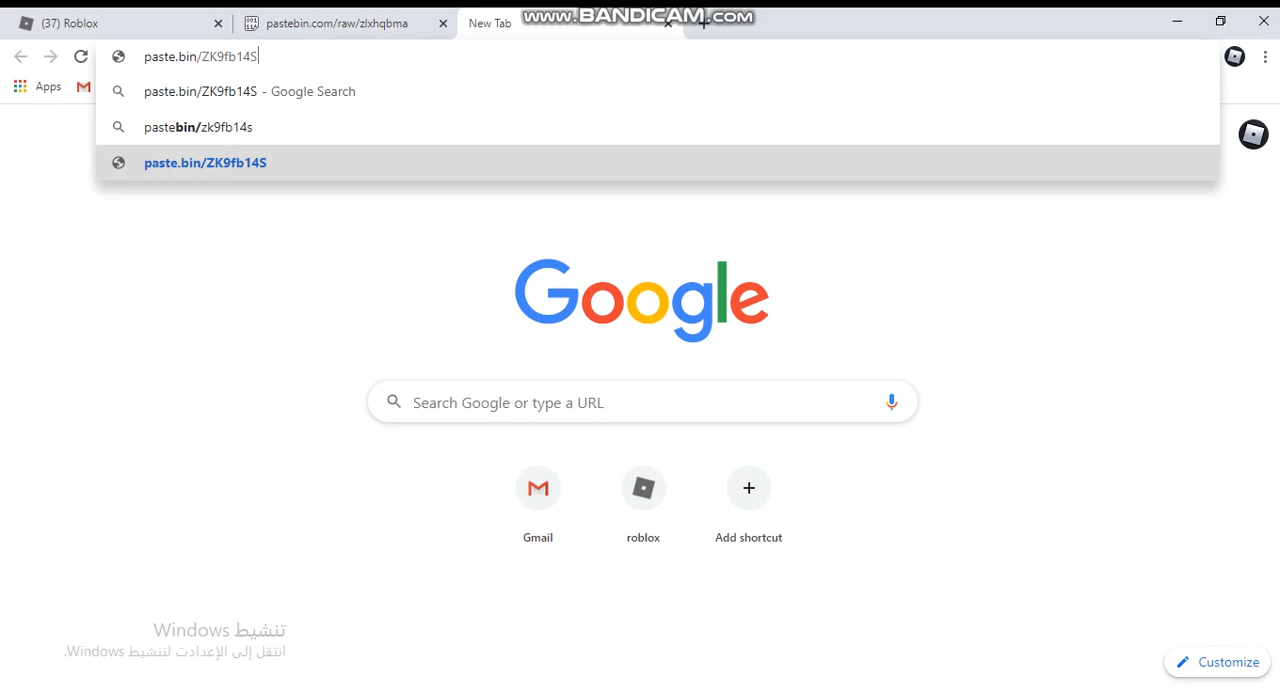 (37) Roblox
pastebin.com/raw/zlxhqbma
New Tab
www.BANDICAM.com
paste.bin/ZK9fb14S
paste.bin/ZK9fb14S - Google Search
pastebin/zk9fb14s
paste.bin/ZK9fb14S
Apps
Google
Search Google or type a URL
Gmail
roblox
Add shortcut
تنشيط Windows
انتقل إلى الإعدادت لتنشيط Windows.
Customize